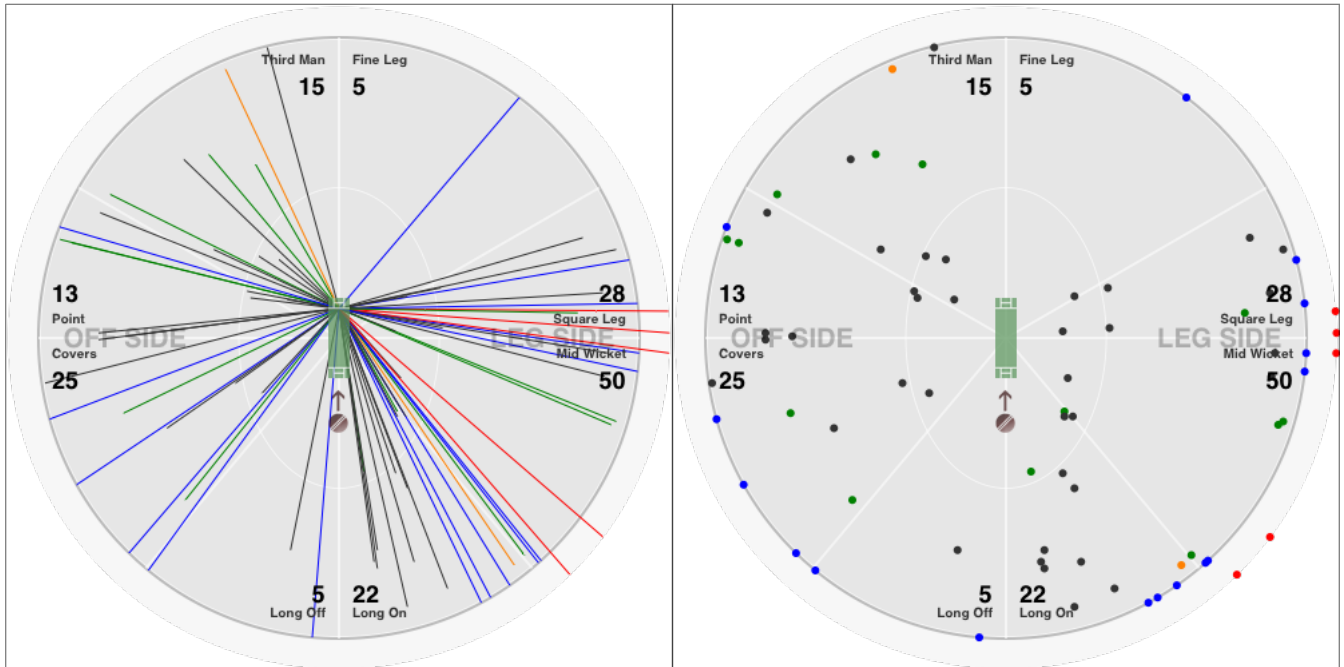 Third Man Fine Leg
15 5
13 28
Point Square Leg
OFF SIDE LEG SIDE
Covers Mid Wicket
25 50
5 22
Long Off Long On
Third Man Fine Leg
15 5
13 28
Point Square Leg
OFF SIDE LEG SIDE
Covers Mid Wicket
25 50
5 22
Long Off Long On